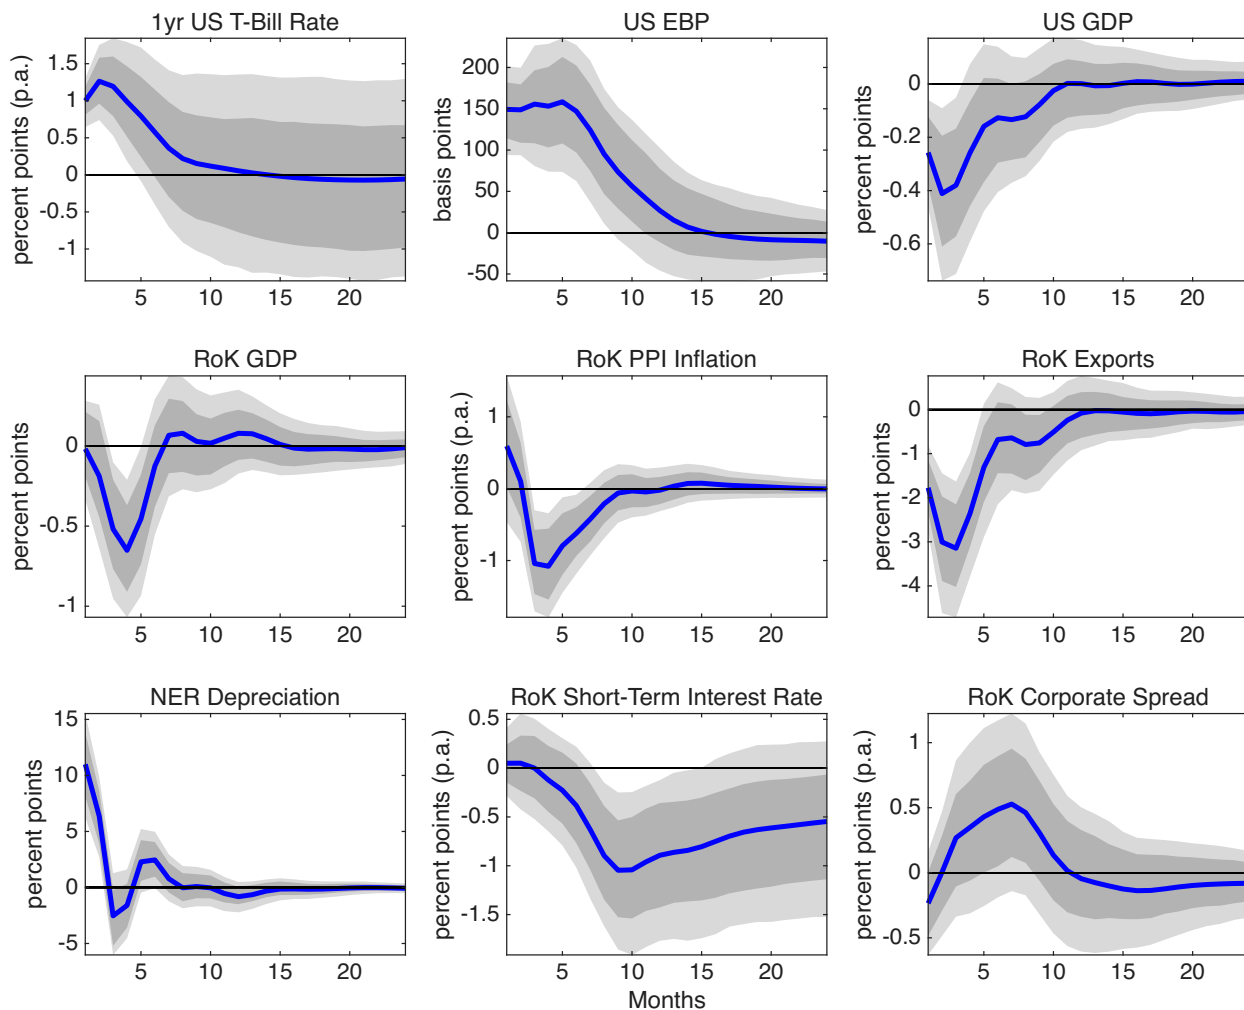 1yr US T-Bill Rate
percent points (p.a.)
1.5
1
0.5
0
-0.5
-1
5 10 15 20
US EBP
basis points
200
150
100
50
0
-50
5 10 15 20
US GDP
percent points
0
-0.2
-0.4
-0.6
5 10 15 20
RoK GDP
percent points
0
-0.5
-1
5 10 15 20
RoK PPI Inflation
percent points (p.a.)
1
0
-1
5 10 15 20
RoK Exports
percent points
0
-1
-2
-3
-4
5 10 15 20
NER Depreciation
percent points
15
10
5
0
-5
5 10 15 20
RoK Short-Term Interest Rate
percent points (p.a.)
0.5
0
-0.5
-1
-1.5
5 10 15 20
Months
RoK Corporate Spread
percent points (p.a.)
1
0.5
0
-0.5
5 10 15 20